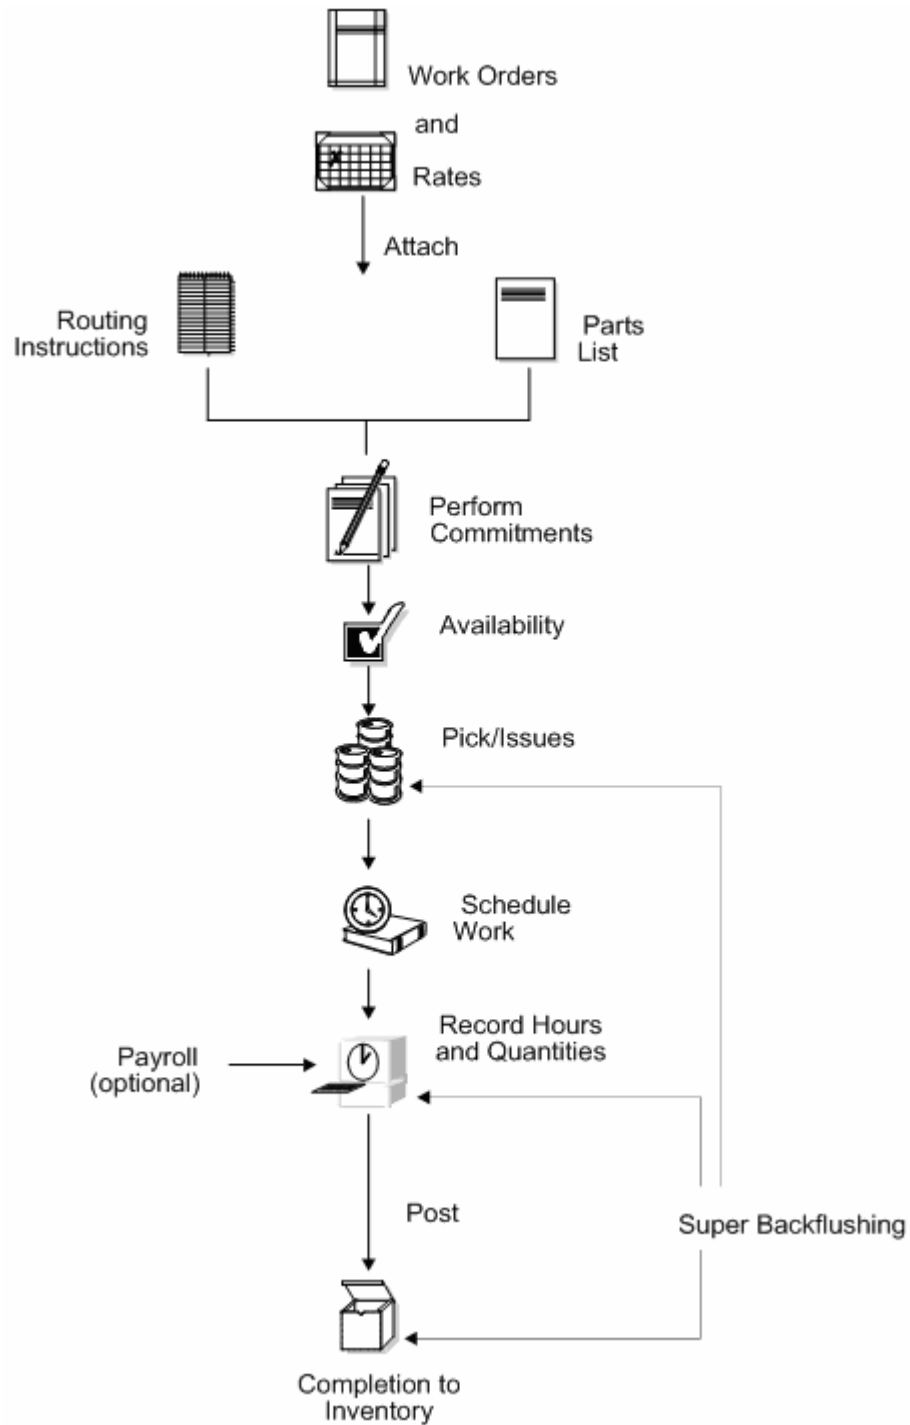 Work Orders
and
Rates
Attach
Routing
Instructions
Parts
List
Perform
Commitments
Availability
Pick/Issues
Schedule
Work
Record Hours
and Quantities
Payroll
(optional)
Post
Super Backflushing
Completion to
Inventory